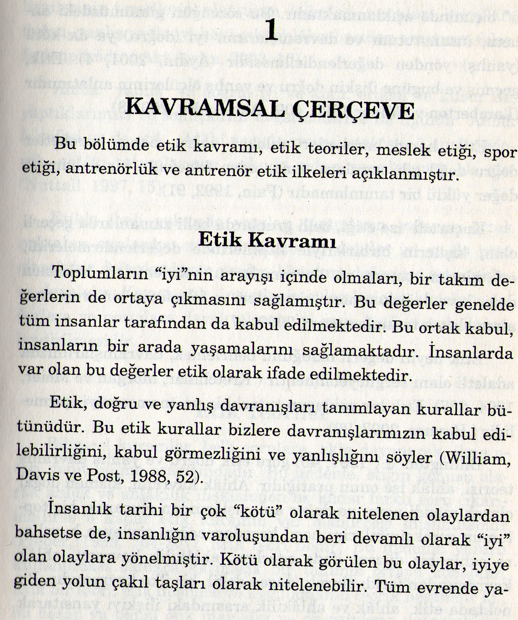 1
KAVRAMSAL ÇERÇEVE
Bu bölümde etik kavramı, etik teoriler, meslek etiği, spor
etiği, antrenörlük ve antrenör etik ilkeleri açıklanmıştır.
Etik Kavramı
Toplumların “iyi”nin arayışı içinde olmaları, bir takım de-
ğerlerin de ortaya çıkmasını sağlamıştır. Bu değerler genelde
tüm insanlar tarafından da kabul edilmektedir. Bu ortak kabul,
insanların bir arada yaşamalarını sağlamaktadır. İnsanlarda
var olan bu değerler etik olarak ifade edilmektedir.
Etik, doğru ve yanlış davranışları tanımlayan kurallar bü-
tünüdür. Bu etik kurallar bizlere davranışlarımızın kabul edi-
lebilirliğini, kabul görmezliğini ve yanlışlığını söyler (William,
Davis ve Post, 1988, 52).
İnsanlık tarihi bir çok “kötü” olarak nitelenen olaylardan
bahsetse de, insanlığın varoluşundan beri devamlı olarak “iyi”
olan olaylara yönelmiştir. Kötü olarak görülen bu olaylar, iyiye
giden yolun çakıl taşları olarak nitelenebilir. Tüm evrende ya-